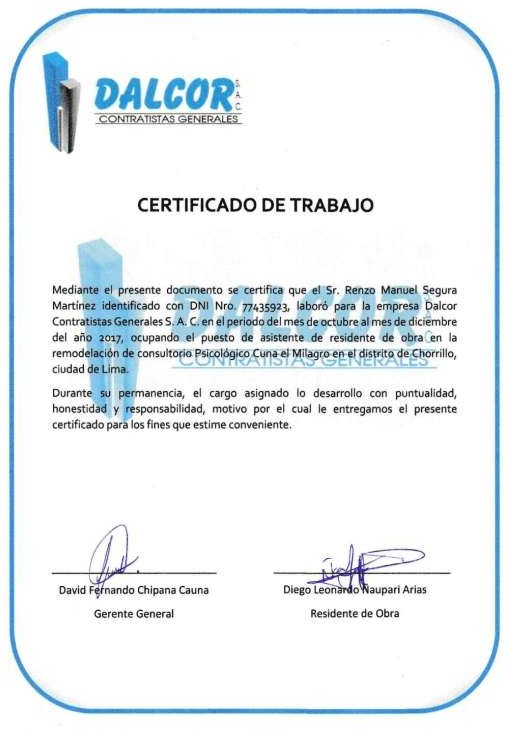 DALCOR S.A.C.
CONTRATISTAS GENERALES
CERTIFICADO DE TRABAJO
Mediante el presente documento se certifica que el Sr. Renzo Manuel Segura
Martínez identificado con DNI Nro. 77435923, laboró para la empresa Dalcor
Contratistas Generales S. A. C. en el periodo del mes de octubre al mes de diciembre
del año 2017, ocupando el puesto de asistente de residente de obra en la
remodelación de consultorio Psicológico Cuna el Milagro en el distrito de Chorrillo,
ciudad de Lima.
Durante su permanencia, el cargo asignado lo desarrollo con puntualidad,
honestidad y responsabilidad, motivo por el cual le entregamos el presente
certificado para los fines que estime conveniente.
DALCOR S.A.C.
CONTRATISTAS GENERALES
David Fernando Chipana Cauna
Diego Leonardo Ñaupari Arias
Gerente General
Residente de Obra